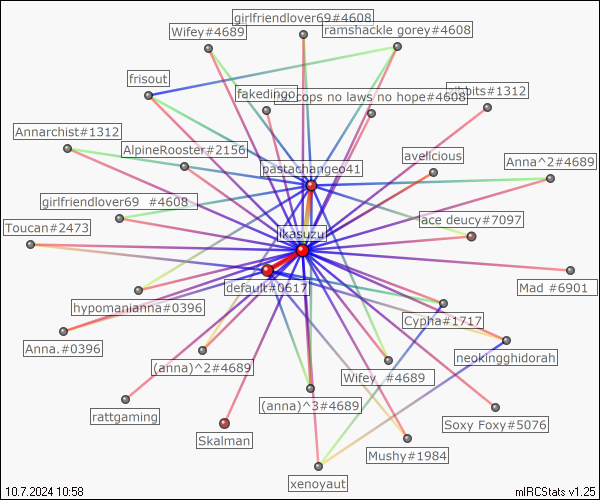 girlfriendlover69#4608
Wifey#4689
ramshackle gorey#4608
frisout
fakedingo
cops no laws no hope#4608
#1312
Annarchist#1312
AlpineRooster#2156
pastachangeo41
avelicious
Anna^2#4689
girlfriendlover69 #4608
ace deucy#7097
Toucan#2473
ikasuzu
default#0617
Mad #6901
hypomanianna#0396
Cypha#1717
Anna.#0396
neokingghidorah
(anna)^2#4689
Wifey #4689
rattgaming
(anna)^3#4689
Soxy Foxy#5076
Skalman
Mushy#1984
xenoyaut
10.7.2024 10:58
mIRCStats v1.25